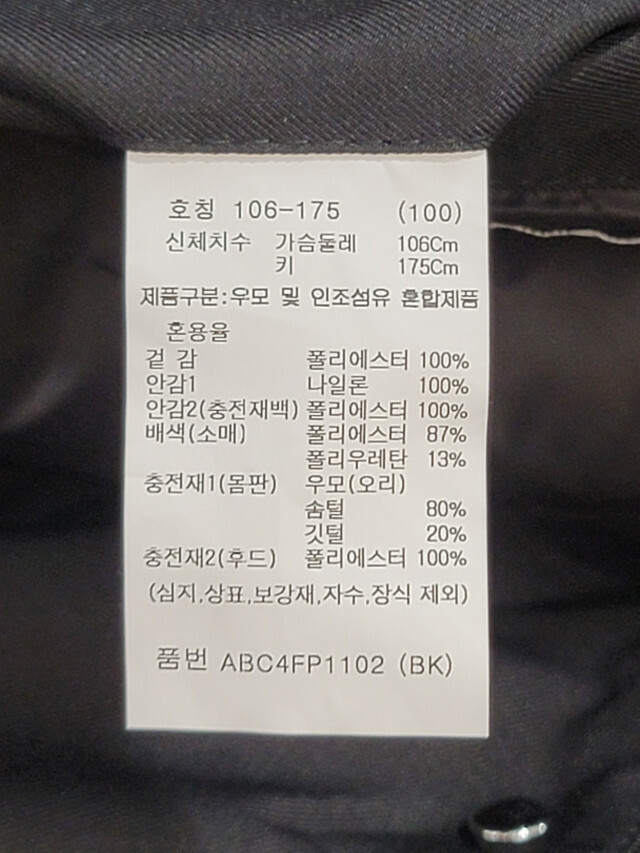 호칭 106-175 (100)
신체치수 가슴둘레 106Cm
키 175Cm
제품구분:우모 및 인조섬유 혼합제품
혼용율
겉 감 폴리에스터 100%
안감1 나일론 100%
안감2(충전재백) 폴리에스터 100%
배색(소매) 폴리에스터 87%
폴리우레탄 13%
충전재1(몸판) 우모(오리)
솜털 80%
깃털 20%
충전재2(후드) 폴리에스터 100%
(심지,상표,보강재,자수,장식 제외)
품번 ABC4FP1102 (BK)